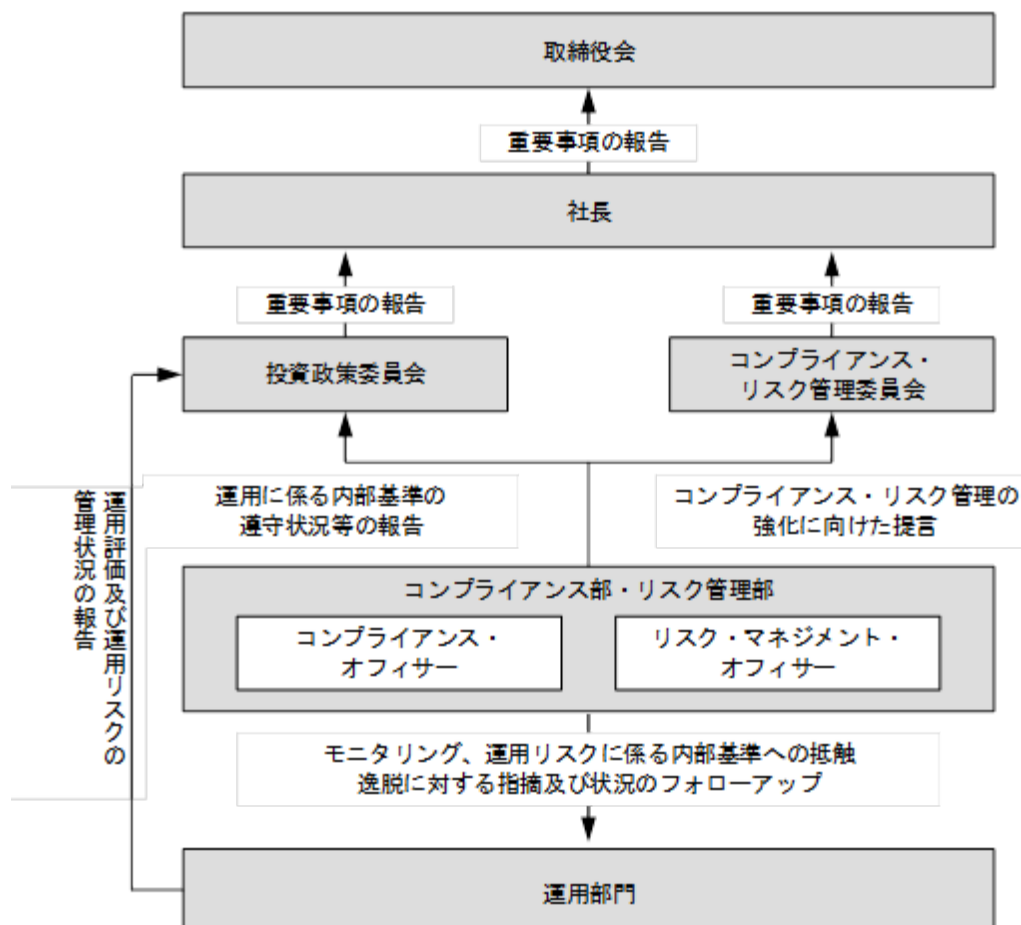 取締役会
重要事項の報告
社長
重要事項の報告
重要事項の報告
投資政策委員会
コンプライアンス・
リスク管理委員会
運用に係る内部基準の
遵守状況等の報告
コンプライアンス・リスク管理の
強化に向けた提言
運用評価及び運用リスクの
管理状況の報告
コンプライアンス部・リスク管理部
コンプライアンス・
オフィサー
リスク・マネジメント・
オフィサー
モニタリング、運用リスクに係る内部基準への抵触
逸脱に対する指摘及び状況のフォローアップ
運用部門